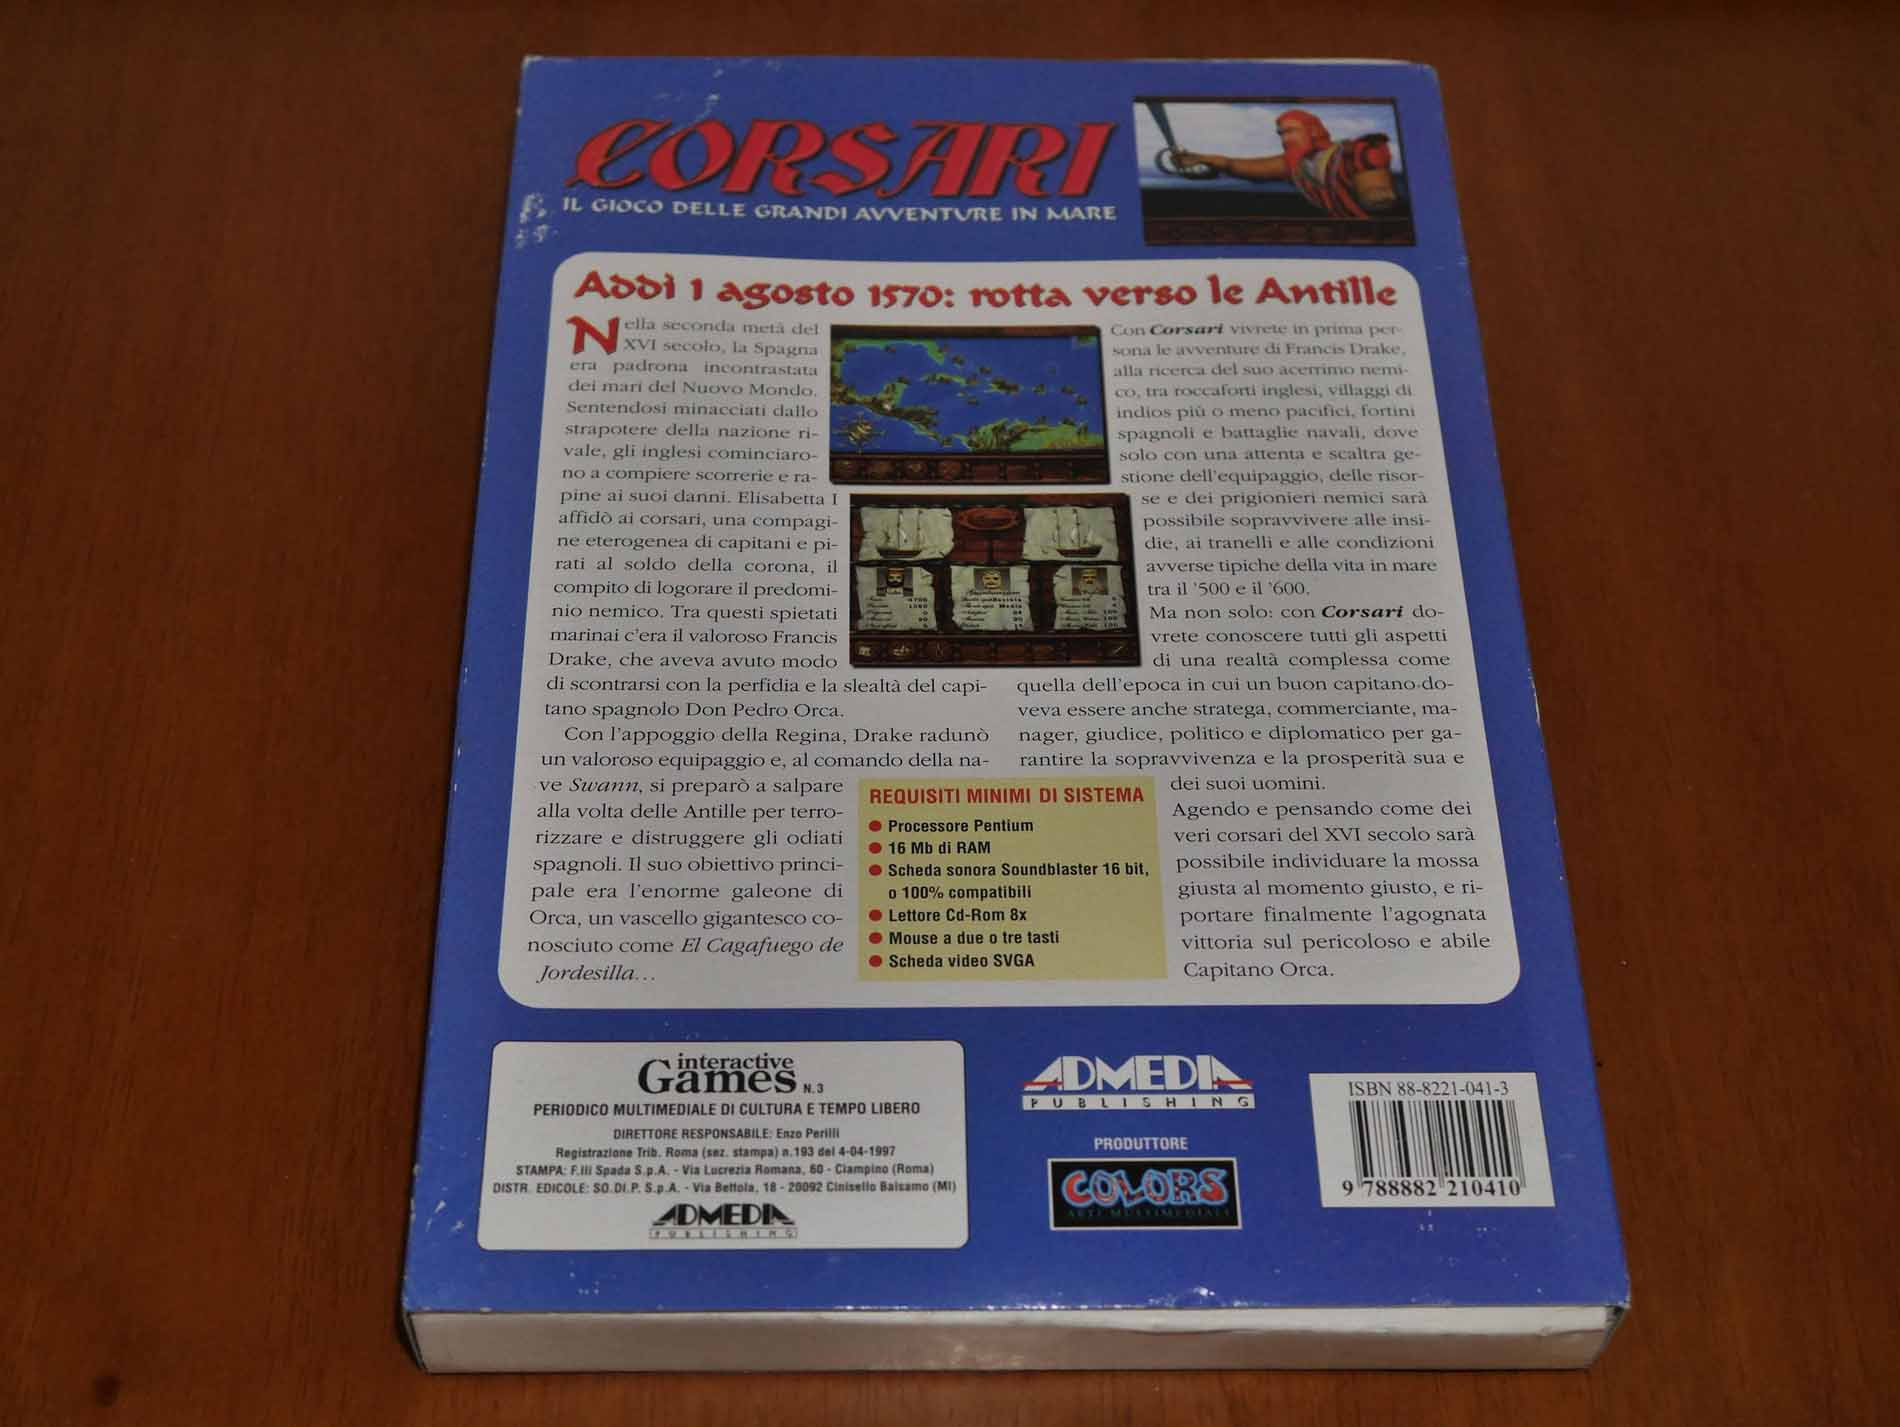 CORSARI
IL GIOCO DELLE GRANDI AVVENTURE IN MARE
Addì 1 agosto 1570: rotta verso le Antille
Nella seconda metà del
XVI secolo, la Spagna
era padrona incontrastata
dei mari del Nuovo Mondo.
Sentendosi minacciati dallo
strapotere della nazione ri-
vale, gli inglesi cominciaro-
no a compiere scorrerie e ra-
pine ai suoi danni. Elisabetta I
affidò ai corsari, una compagi-
ne eterogenea di capitani e pi-
rati al soldo della corona, il
compito di logorare il predomi-
nio nemico. Tra questi spietati
marinai c'era il valoroso Francis
Drake, che aveva avuto modo
di scontrarsi con la perfidia e la slealtà del capi-
tano spagnolo Don Pedro Orca.
Con l'appoggio della Regina, Drake radunò
un valoroso equipaggio e, al comando della na-
ve Swann, si preparò a salpare
alla volta delle Antille per terro-
rizzare e distruggere gli odiati
spagnoli. Il suo obiettivo princi-
pale era l'enorme galeone di
Orca, un vascello gigantesco co-
nosciuto come El Cagafuego de
Jordesilla...
Con Corsari vivrete in prima per-
sona le avventure di Francis Drake,
alla ricerca del suo acerrimo nemi-
co, tra roccaforti inglesi, villaggi di
indios più o meno pacifici, fortini
spagnoli e battaglie navali, dove
solo con una attenta e scaltra ge-
stione dell'equipaggio, delle risor-
se e dei prigionieri nemici sarà
possibile sopravvivere alle insi-
die, ai tranelli e alle condizioni
avverse tipiche della vita in mare
tra il '500 e il '600.
Ma non solo: con Corsari do-
vrete conoscere tutti gli aspetti
di una realtà complessa come
quella dell'epoca in cui un buon capitano do-
veva essere anche stratega, commerciante, ma-
nager, giudice, politico e diplomatico per ga-
rantire la sopravvivenza e la prosperità sua e
dei suoi uomini.
Agendo e pensando come dei
veri corsari del XVI secolo sarà
possibile individuare la mossa
giusta al momento giusto, e ri-
portare finalmente l'agognata
vittoria sul pericoloso e abile
Capitano Orca.
REQUISITI MINIMI DI SISTEMA
● Processore Pentium
● 16 Mb di RAM
● Scheda sonora Soundblaster 16 bit,
o 100% compatibili
● Lettore Cd-Rom 8x
● Mouse a due o tre tasti
● Scheda video SVGA
interactive
Games N.3
PERIODICO MULTIMEDIALE DI CULTURA E TEMPO LIBERO
DIRETTORE RESPONSABILE: Enzo Perilli
Registrazione Trib. Roma (sez. stampa) n.193 del 4-04-1997
STAMPA: F.lli Spada S.p.A. - Via Lucrezia Romana, 60 - Ciampino (Roma)
DISTR. EDICOLE: SO.DI.P. S.p.A. - Via Bettola, 18 - 20092 Cinisello Balsamo (MI)
ADMEDIA
PUBLISHING
ADMEDIA
PUBLISHING
PRODUTTORE
COLORS
ARTI MULTIMEDIALI
ISBN 88-8221-041-3
9 788882 210410